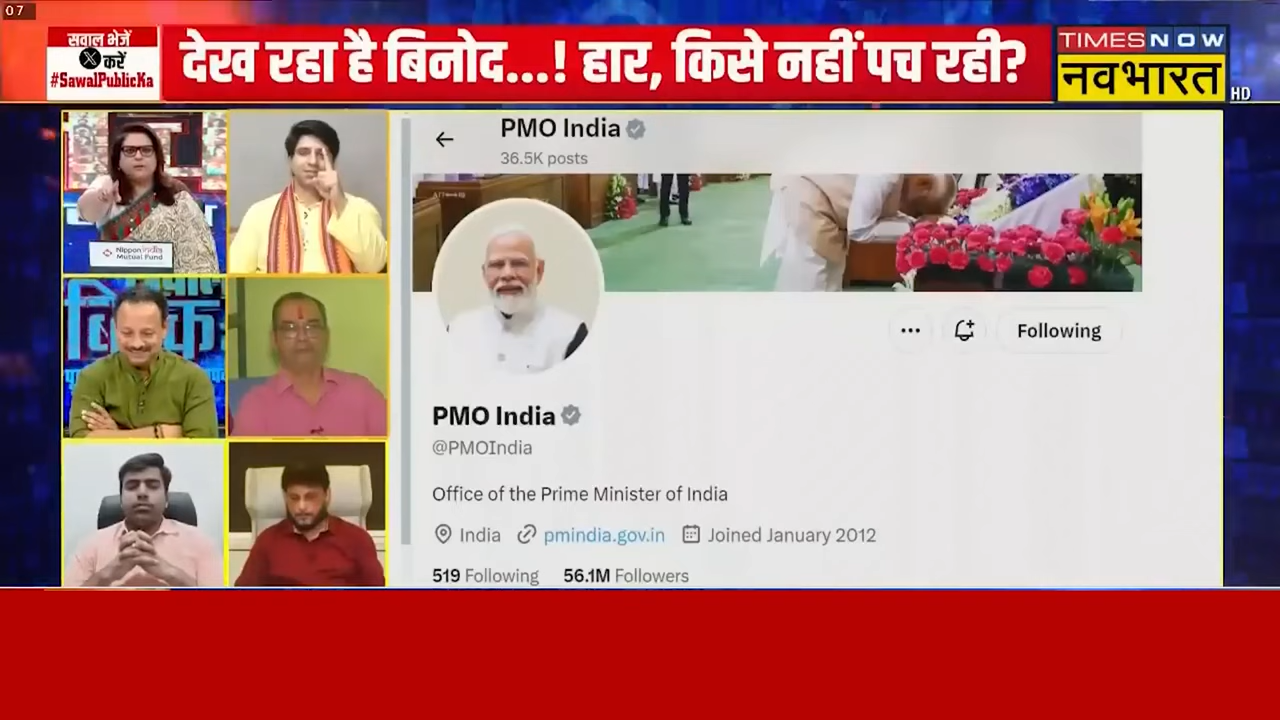 07
सवाल भेजें
X करें
#SawalPublicKa
देख रहा है बिनोद...! हार, किसे नहीं पच रही?
TIMES NOW
नवभारत
HD
Nippon india
Mutual Fund
PMO India
36.5K posts
Following
PMO India
@PMOIndia
Office of the Prime Minister of India
India pmindia.gov.in Joined January 2012
519 Following 56.1M Followers